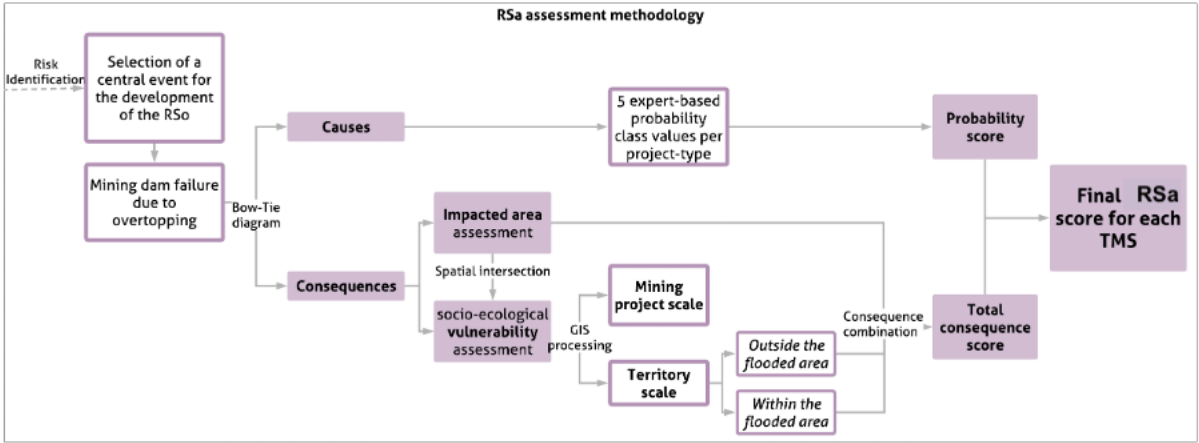 RSa assessment methodology
Risk
Identification
Selection of a
central event for
the development
of the RSo
Mining dam failure
due to
overtopping
Bow-Tie
diagram
Causes
5 expert-based
probability
class values per
project-type
Probability
score
Consequences
Impacted area
assessment
Spatial intersection
socio-ecological
vulnerability
assessment
GIS
processing
Mining
project scale
Territory
scale
Outside the
flooded area
Within the
flooded area
Consequence
combination
Total
consequence
score
Final RSa
score for each
TMS